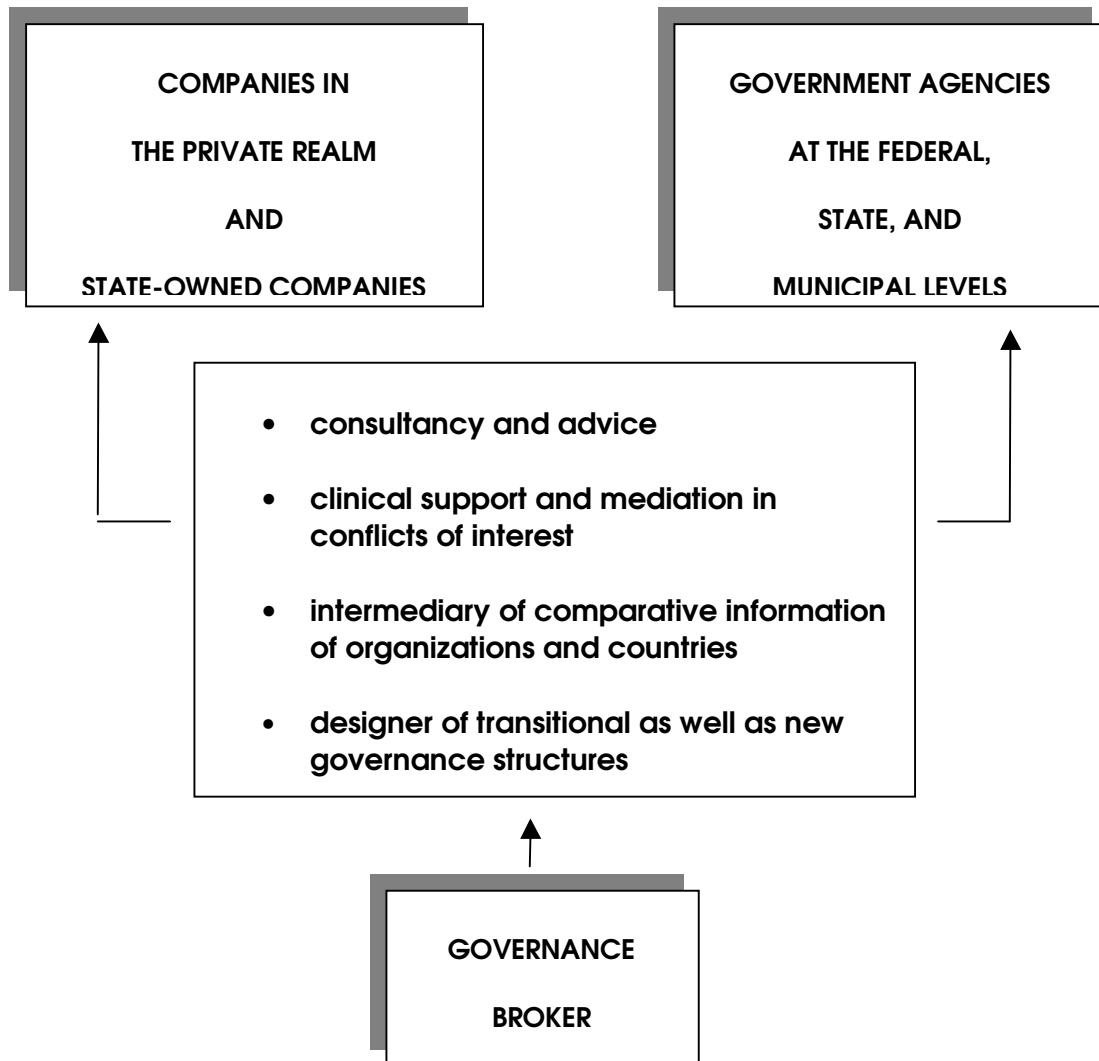 COMPANIES IN
THE PRIVATE REALM
AND
STATE-OWNED COMPANIES
GOVERNMENT AGENCIES
AT THE FEDERAL,
STATE, AND
MUNICIPAL LEVELS
• consultancy and advice
• clinical support and mediation in
conflicts of interest
• intermediary of comparative information
of organizations and countries
• designer of transitional as well as new
governance structures
GOVERNANCE
BROKER